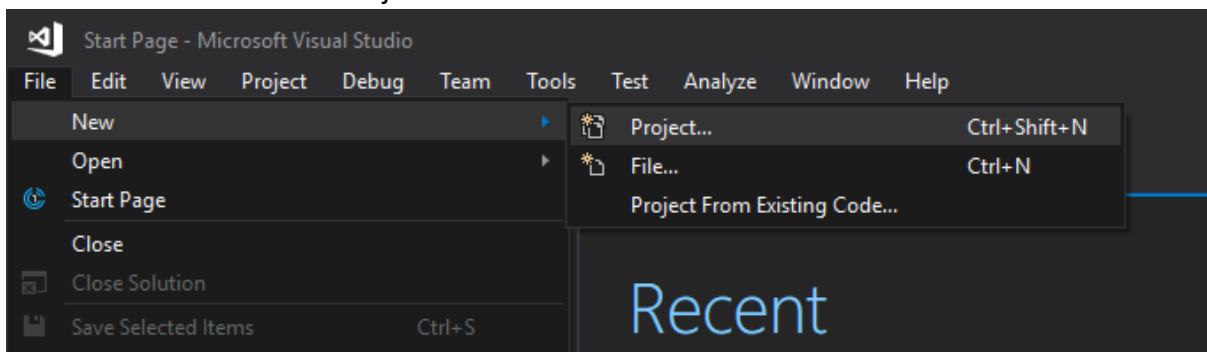 Start Page - Microsoft Visual Studio
File Edit View Project Debug Team Tools Test Analyze Window Help
New
Project... Ctrl+Shift+N
Open
File... Ctrl+N
Start Page
Project From Existing Code...
Close
Close Solution
Recent
Save Selected Items Ctrl+S